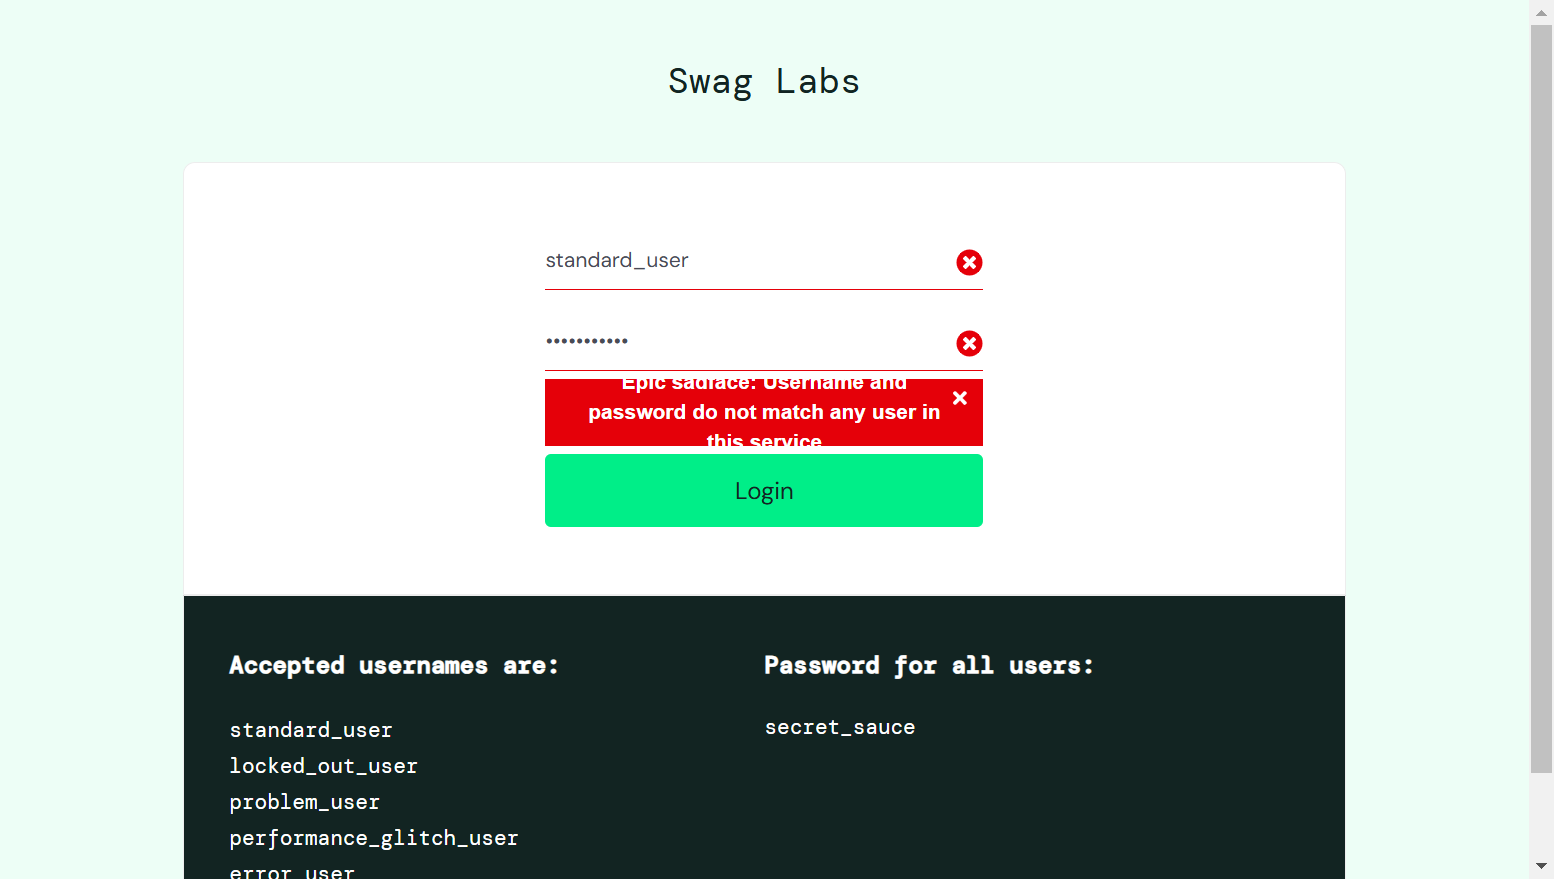 Swag Labs
standard_user
•••••••••••
Epic sadface: Username and
password do not match any user in
this service
Login
Accepted usernames are:
standard_user
locked_out_user
problem_user
performance_glitch_user
error_user
Password for all users:
secret_sauce